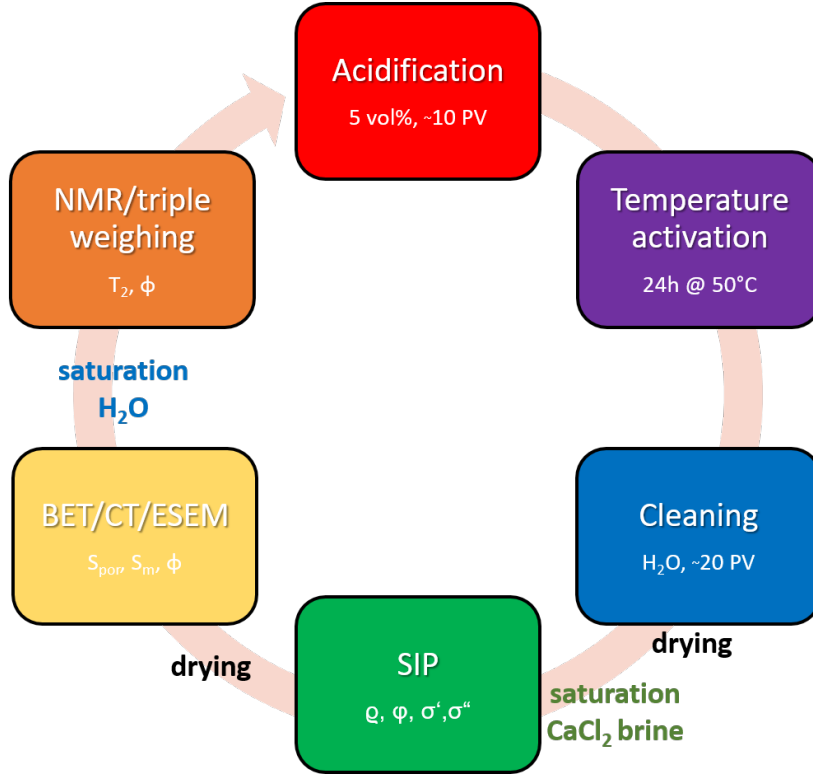 Acidification
5 vol%, ~10 PV
Temperature
activation
24h @ 50°C
Cleaning
H₂O, ~20 PV
drying
saturation
CaCl₂ brine
SIP
ϱ, φ, σ‘,σ“
drying
BET/CT/ESEM
Sₚₒᵣ, Sₘ, ϕ
saturation
H₂O
NMR/triple
weighing
T₂, ϕ